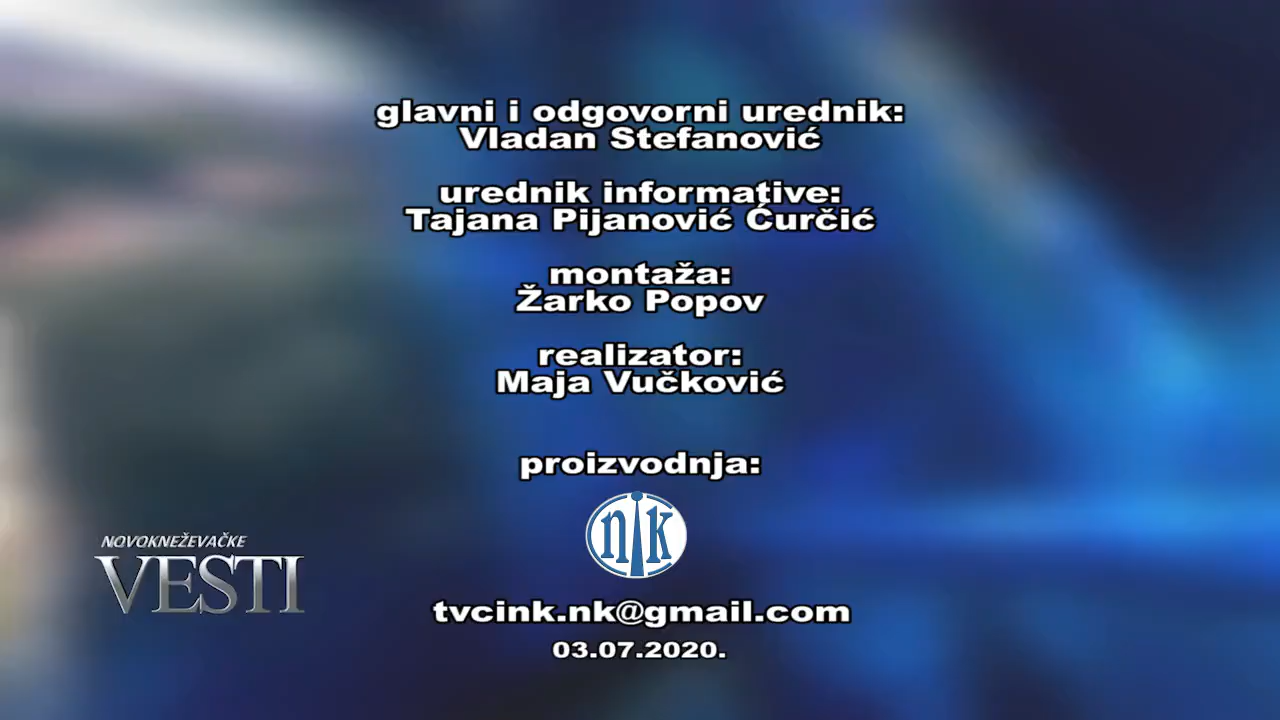 glavni i odgovorni urednik:
Vladan Stefanović
urednik informative:
Tajana Pijanović Ćurčić
montaža:
Žarko Popov
realizator:
Maja Vučković
proizvodnja:
nik
NOVOKNEŽEVAČKE
VESTI
tvcink.nk@gmail.com
03.07.2020.